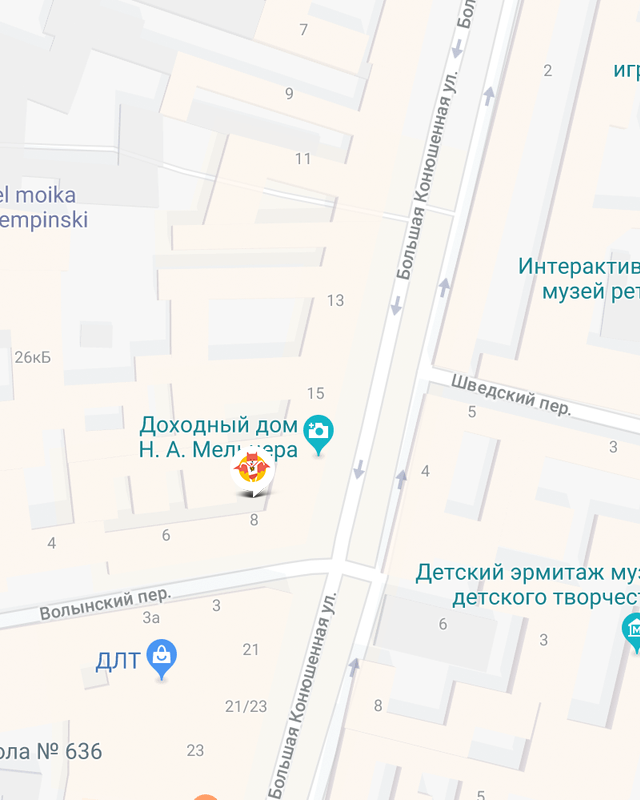 7
Бол
2
игр
9
Большая Конюшенная ул.
11
el moika
empinski
Интерактив
музей рет
13
26кБ
15
Шведский пер.
5
3
Доходный дом
Н. А. Мельцера
4
8
6
4
Детский эрмитаж муз
детского творчест
Волынский пер.
3
3а
Большая Конюшенная ул.
6
3
21
ДЛТ
21/23
8
ола № 636
23
5